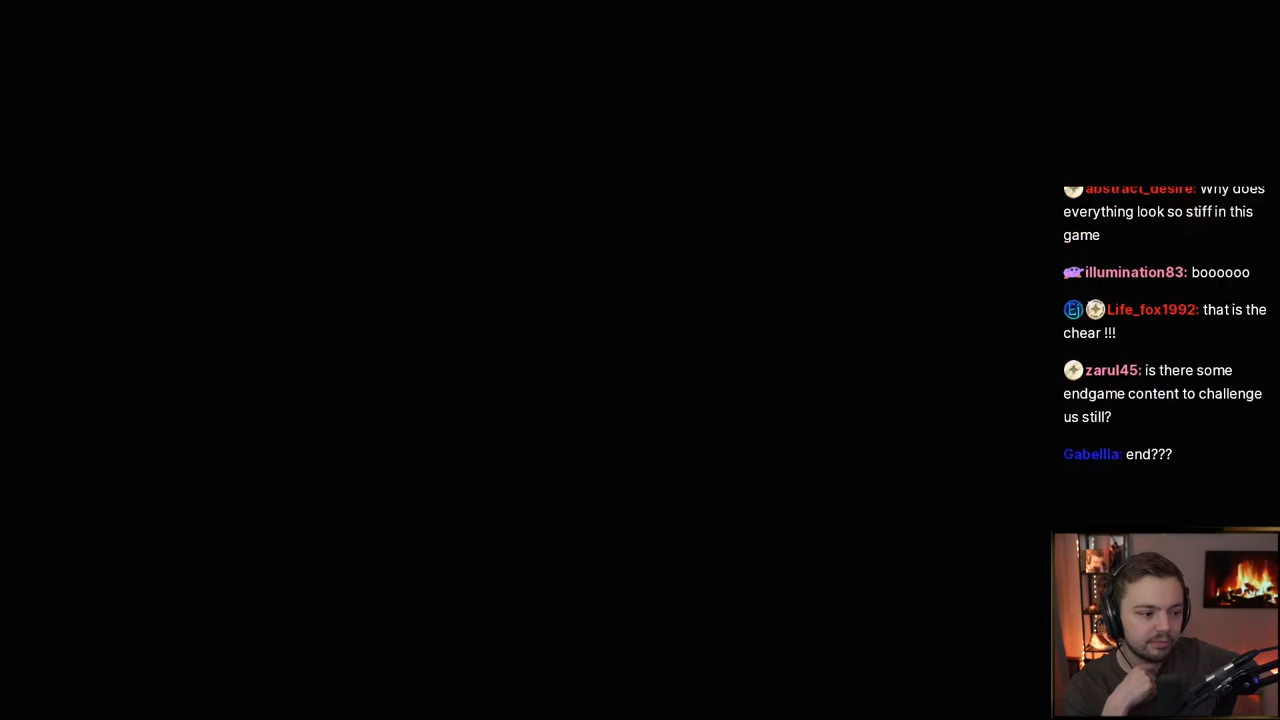 abstract_desire: Why does
everything look so stiff in this
game
illumination83: boooooo
Life_fox1992: that is the
chear !!!
zarul45: is there some
endgame content to challenge
us still?
Gabellla: end???